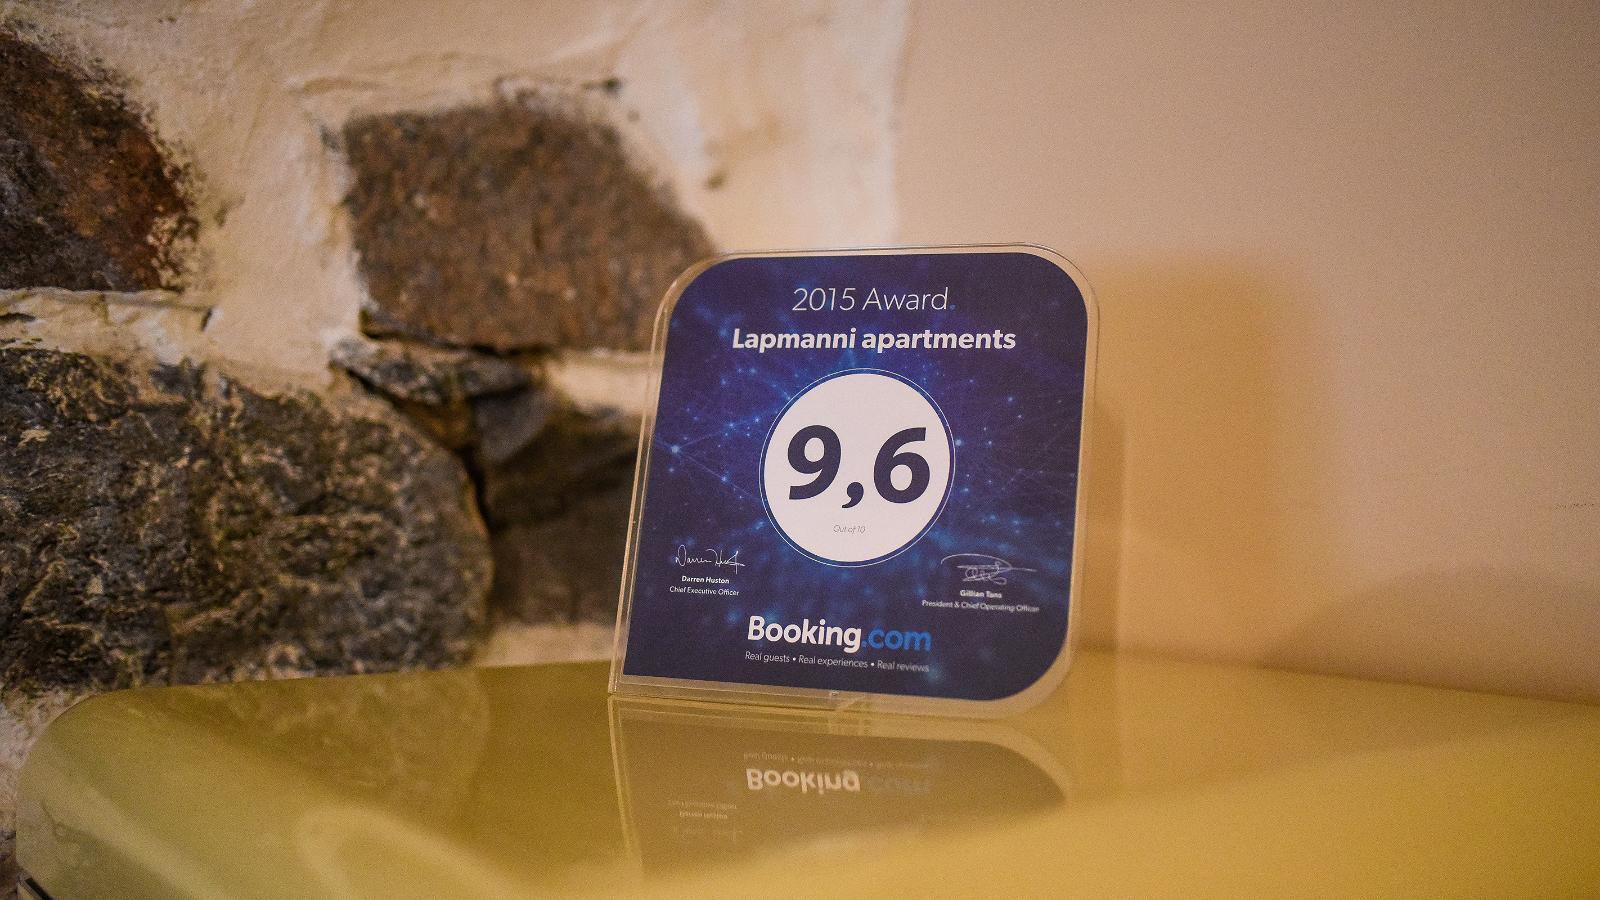 2015 Award.
Lapmanni apartments
9,6
Out of 10
Darren Huston
Chief Executive Officer
Gillian Tans
President & Chief Operating Officer
Booking.com
Real guests • Real experiences • Real reviews